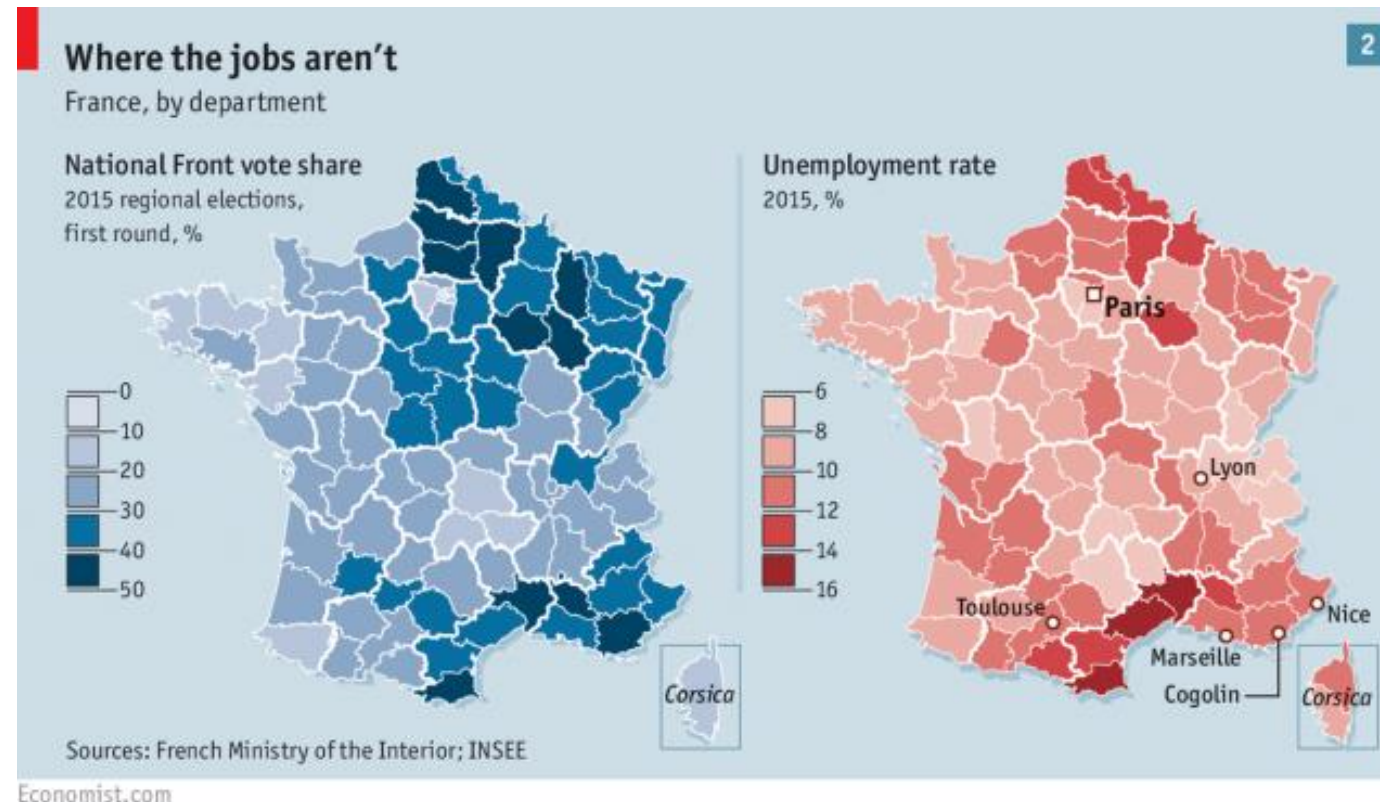 Where the jobs aren't
2
France, by department
National Front vote share
2015 regional elections,
first round, %
0
10
20
30
40
50
Corsica
Unemployment rate
2015, %
6
8
10
12
14
16
Paris
Lyon
Toulouse
Nice
Marseille
Cogolin
Corsica
Sources: French Ministry of the Interior; INSEE
Economist.com